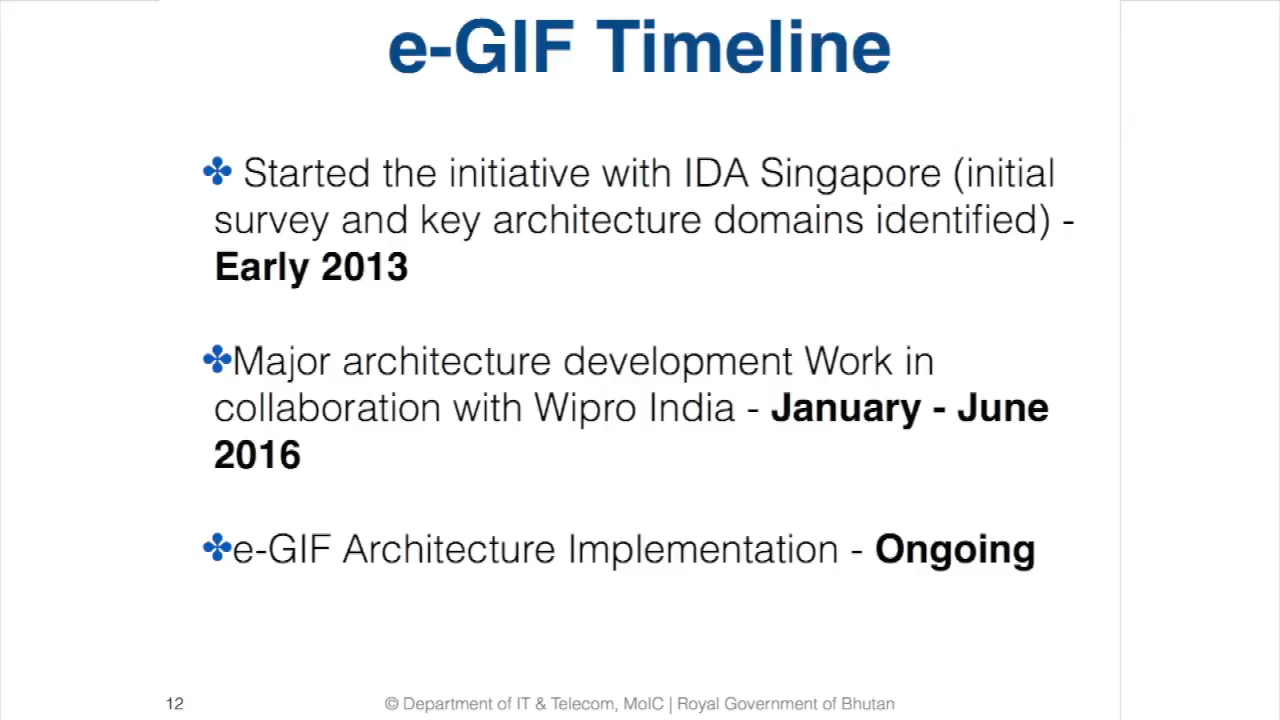 e-GIF Timeline
✤ Started the initiative with IDA Singapore (initial
survey and key architecture domains identified) -
Early 2013
✤Major architecture development Work in
collaboration with Wipro India - January - June
2016
✤e-GIF Architecture Implementation - Ongoing
12
© Department of IT & Telecom, MoIC | Royal Government of Bhutan